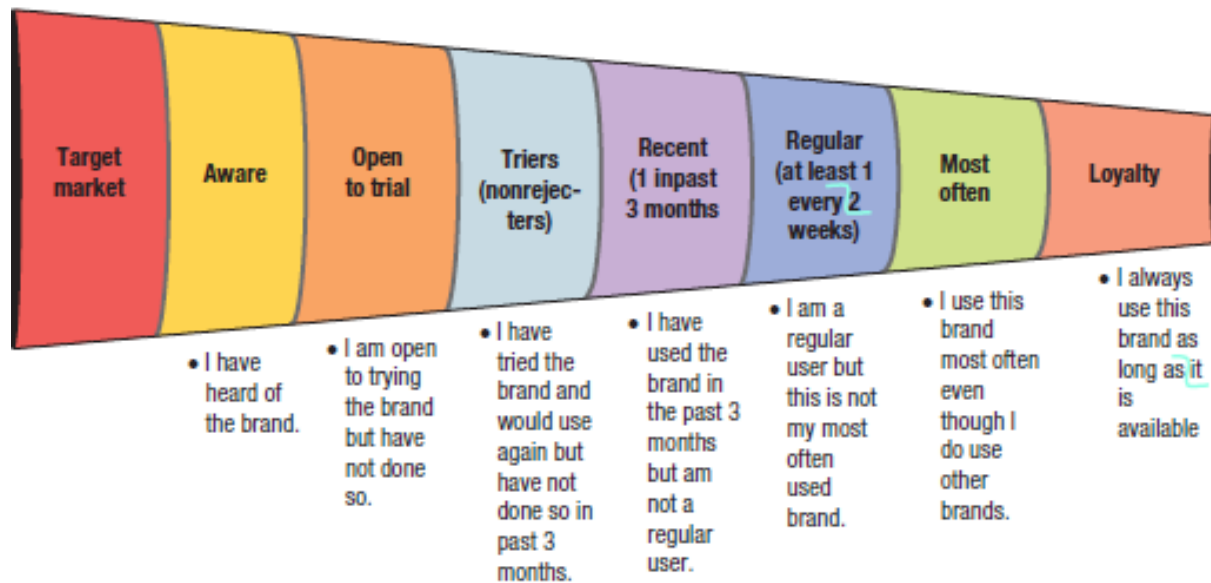 Target
market
Aware
Open
to trial
Triers
(nonrejec-
ters)
Recent
(1 inpast
3 months
Regular
(at least 1
every 2
weeks)
Most
often
Loyalty
• I have
heard of
the brand.
• I am open
to trying
the brand
but have
not done
so.
• I have
tried the
brand and
would use
again but
have not
done so in
past 3
months.
• I have
used the
brand in
the past 3
months
but am
not a
regular
user.
• I am a
regular
user but
this is not
my most
often
used
brand.
• I use this
brand
most often
even
though I
do use
other
brands.
• I always
use this
brand as
long as it
is
available